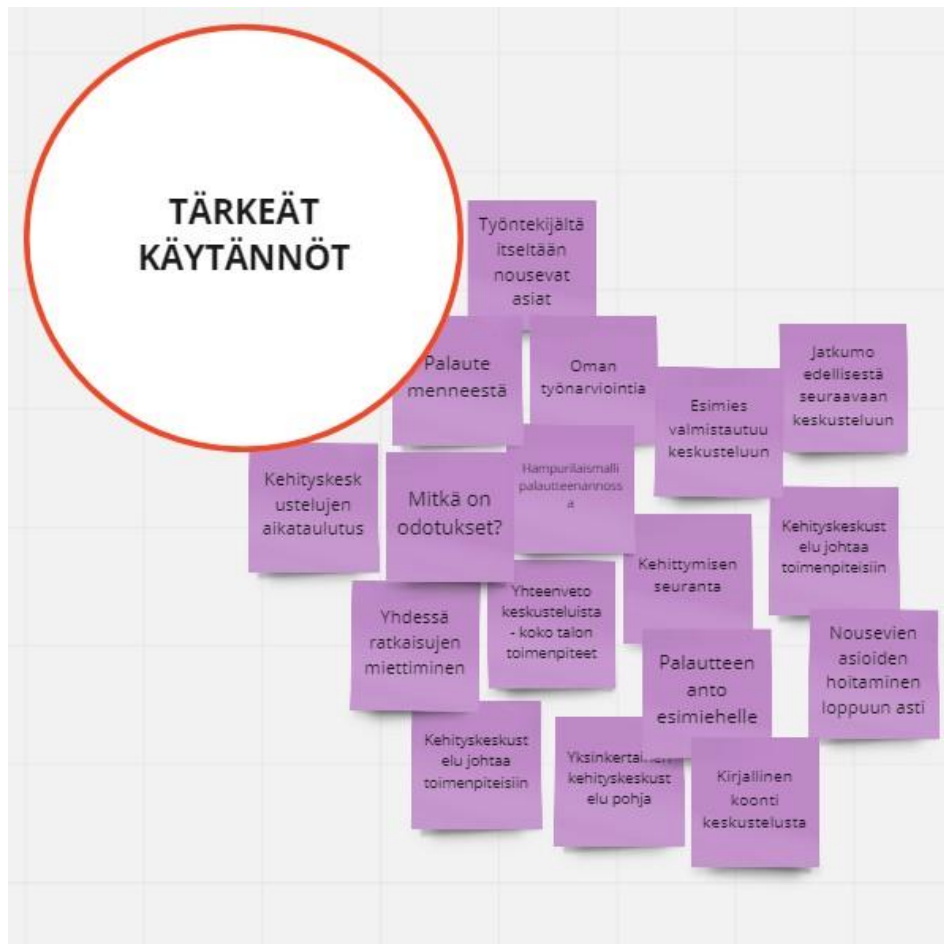 TÄRKEÄT
KÄYTÄNNÖT
Työntekijältä
itseltään
nousevat
asiat
Palaute
menneestä
Oman
työnarviointia
Esimies
valmistautuu
keskusteluun
Jatkumo
edellisestä
seuraavaan
keskusteluun
Kehityskesk
ustelujen
aikataulutus
Mitkä on
odotukset?
Hampurilaismalli
palautteenannoss
a
Kehittymisen
seuranta
Kehityskeskust
elu johtaa
toimenpiteisiin
Yhdessä
ratkaisujen
miettiminen
Yhteenveto
keskusteluista
- koko talon
toimenpiteet
Palautteen
anto
esimiehelle
Nousevien
asioiden
hoitaminen
loppuun asti
Kehityskeskust
elu johtaa
toimenpiteisiin
Yksinkertainen
kehityskeskust
elu pohja
Kirjallinen
koonti
keskustelusta